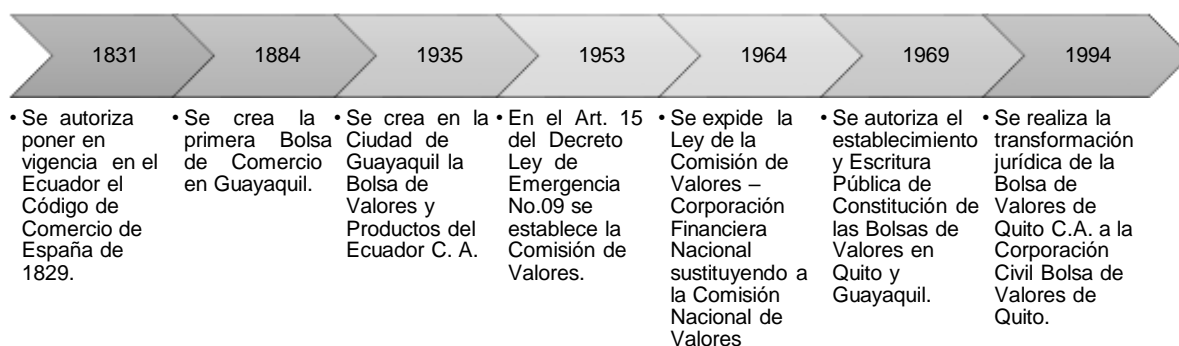 1831
1884
1935
1953
1964
1969
1994
• Se autoriza
poner en
vigencia en el
Ecuador el
Código de
Comercio de
España de
1829.
• Se crea la
primera Bolsa
de Comercio
en Guayaquil.
• Se crea en la
Ciudad de
Guayaquil la
Bolsa de
Valores y
Productos del
Ecuador C. A.
• En el Art. 15
del Decreto
Ley de
Emergencia
No.09 se
establece la
Comisión de
Valores.
• Se expide la
Ley de la
Comisión de
Valores –
Corporación
Financiera
Nacional
sustituyendo a
la Comisión
Nacional de
Valores
• Se autoriza el
establecimiento
y Escritura
Pública de
Constitución de
las Bolsas de
Valores en
Quito y
Guayaquil.
• Se realiza la
transformación
jurídica de la
Bolsa de
Valores de
Quito C.A. a la
Corporación
Civil Bolsa de
Valores de
Quito.